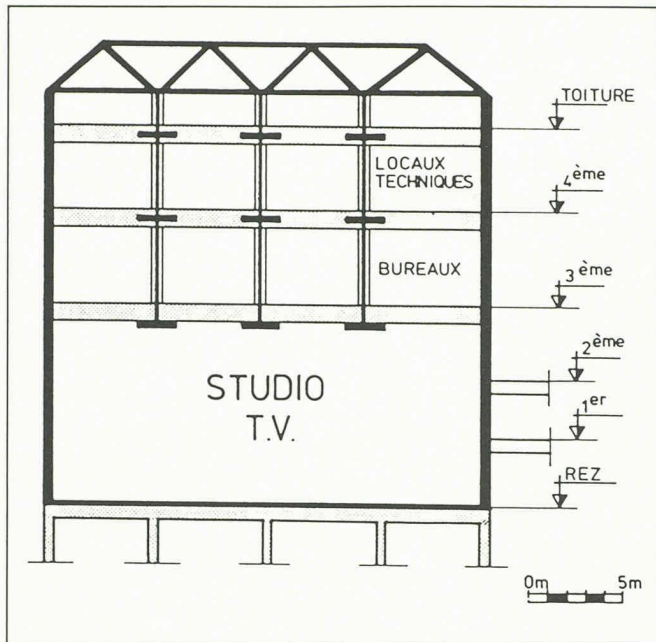 TOITURE
LOCAUX
TECHNIQUES
4ème
BUREAUX
3ème
2ème
STUDIO
T.V.
1er
REZ
0m 5m